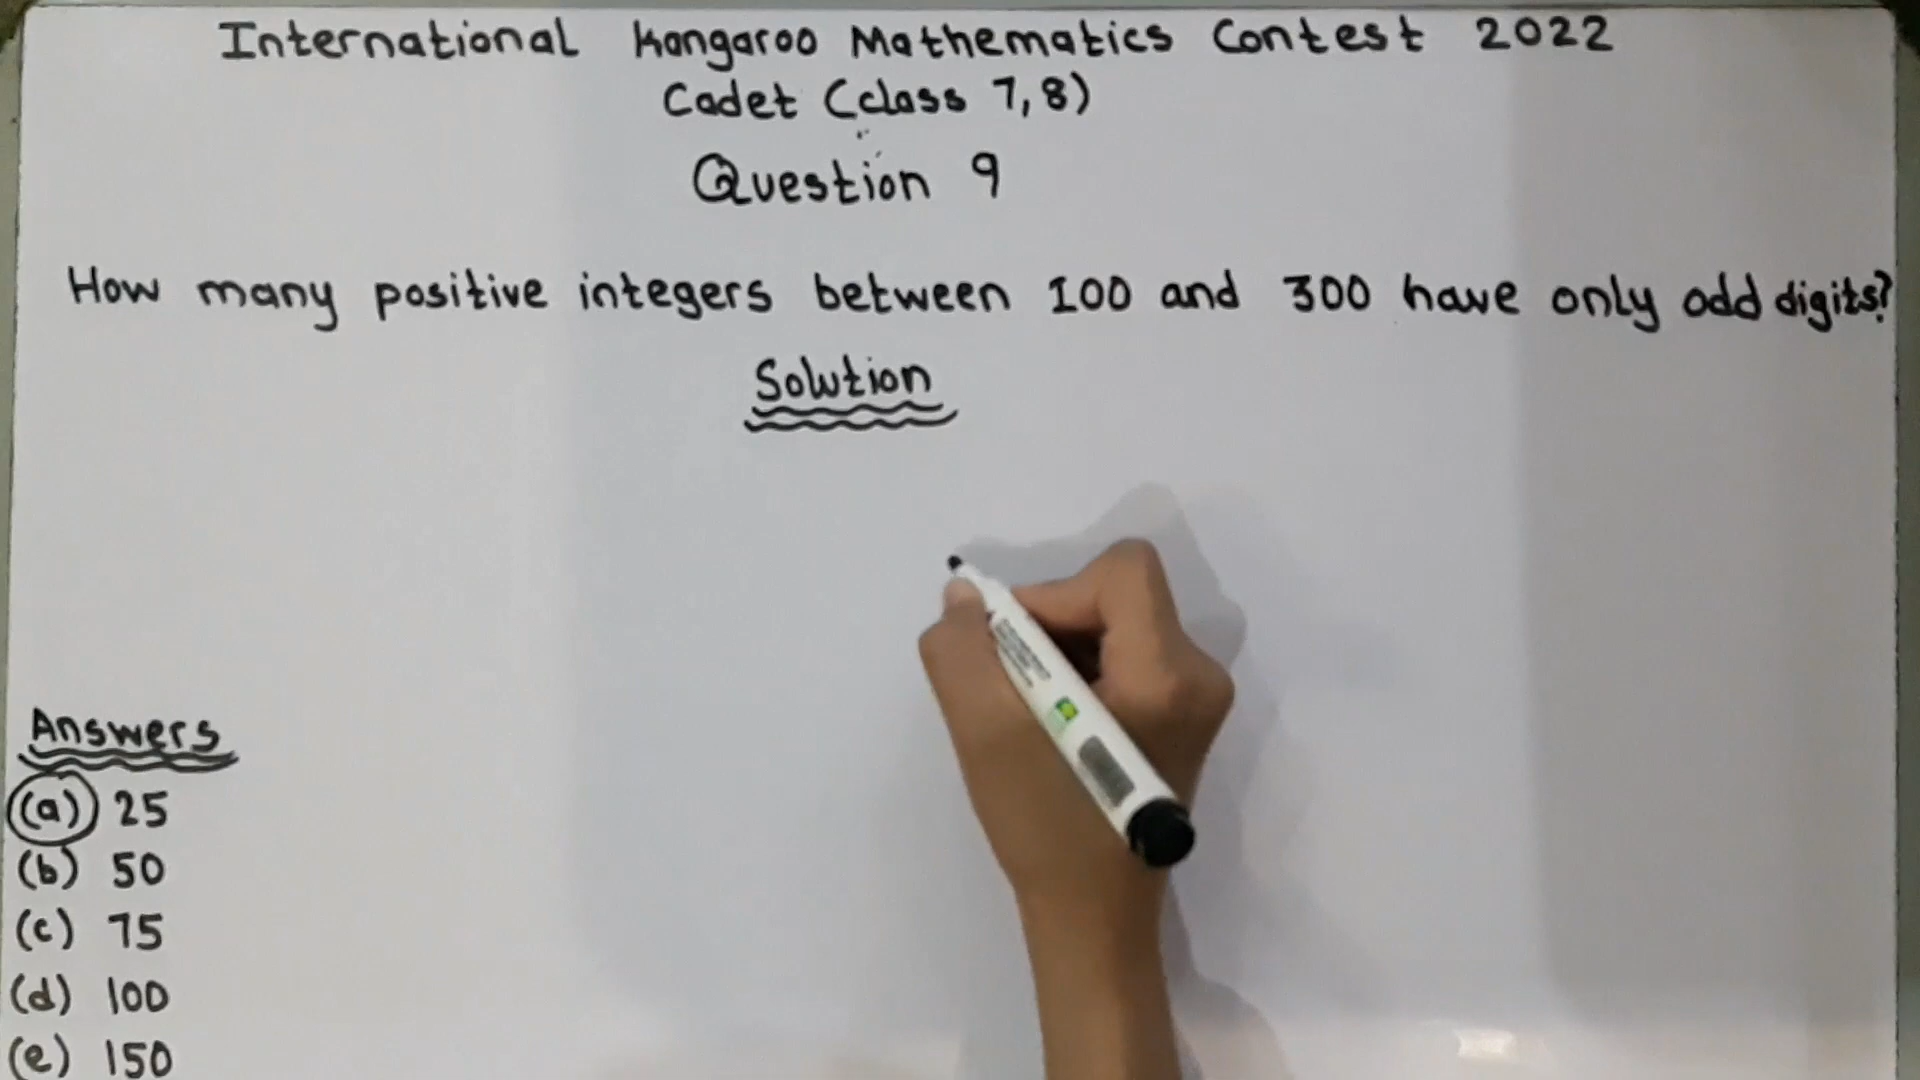 International Kangaroo Mathematics Contest 2022
Cadet (class 7,8)
Question 9
How many positive integers between 100 and 300 have only odd digits?
Solution
Answers
(a) 25
(b) 50
(c) 75
(d) 100
(e) 150